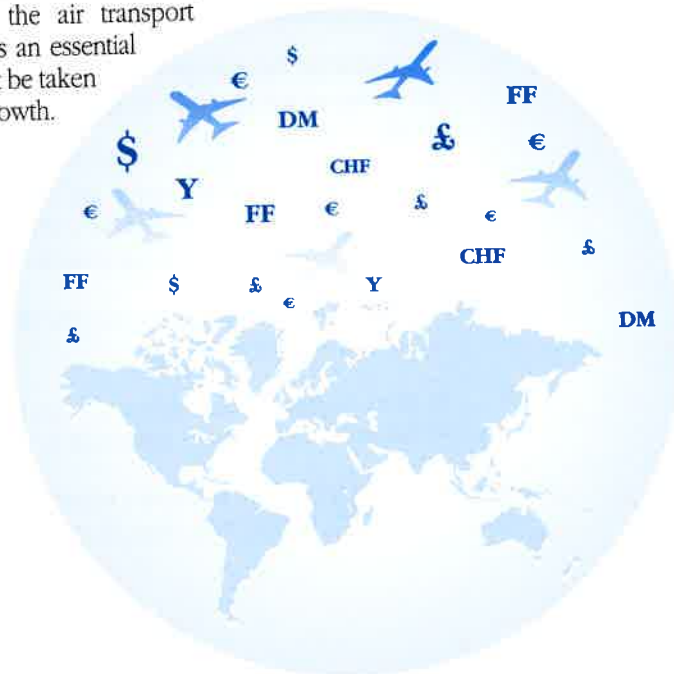 the air transport
s an essential
be taken
owth.
$
€
FF
DM
$
£
€
CHF
Y
€
FF
€
£
€
CHF
£
FF
$
£
Y
€
DM
£